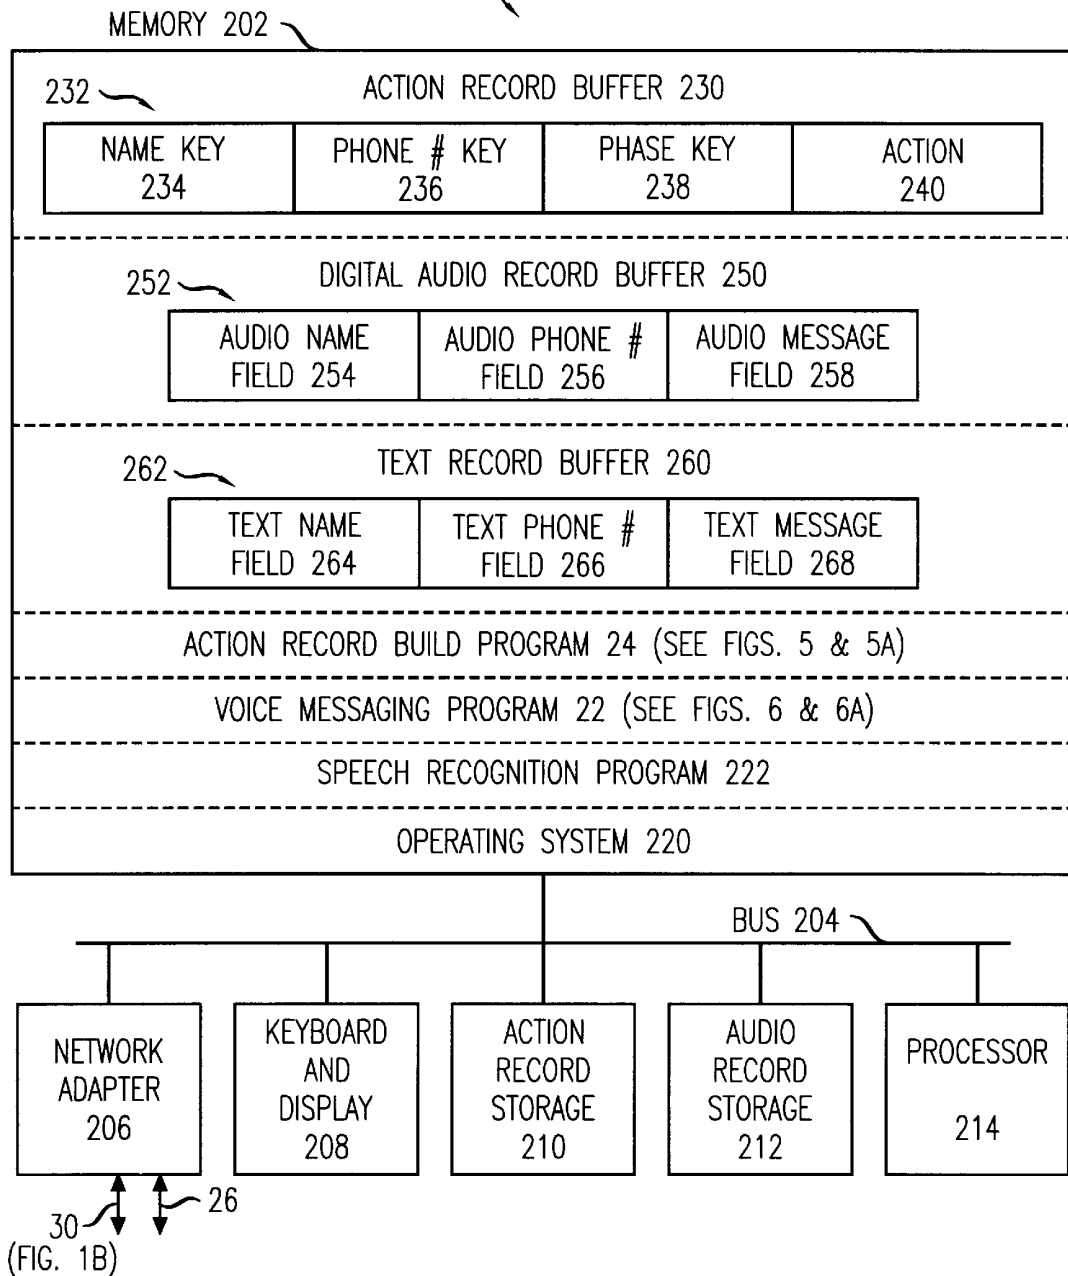 MEMORY 202
232
ACTION RECORD BUFFER 230
NAME KEY
234
PHONE # KEY
236
PHASE KEY
238
ACTION
240
252
DIGITAL AUDIO RECORD BUFFER 250
AUDIO NAME
FIELD 254
AUDIO PHONE #
FIELD 256
AUDIO MESSAGE
FIELD 258
262
TEXT RECORD BUFFER 260
TEXT NAME
FIELD 264
TEXT PHONE #
FIELD 266
TEXT MESSAGE
FIELD 268
ACTION RECORD BUILD PROGRAM 24 (SEE FIGS. 5 & 5A)
VOICE MESSAGING PROGRAM 22 (SEE FIGS. 6 & 6A)
SPEECH RECOGNITION PROGRAM 222
OPERATING SYSTEM 220
BUS 204
NETWORK
ADAPTER
206
KEYBOARD
AND
DISPLAY
208
ACTION
RECORD
STORAGE
210
AUDIO
RECORD
STORAGE
212
PROCESSOR
214
30
26
(FIG. 1B)